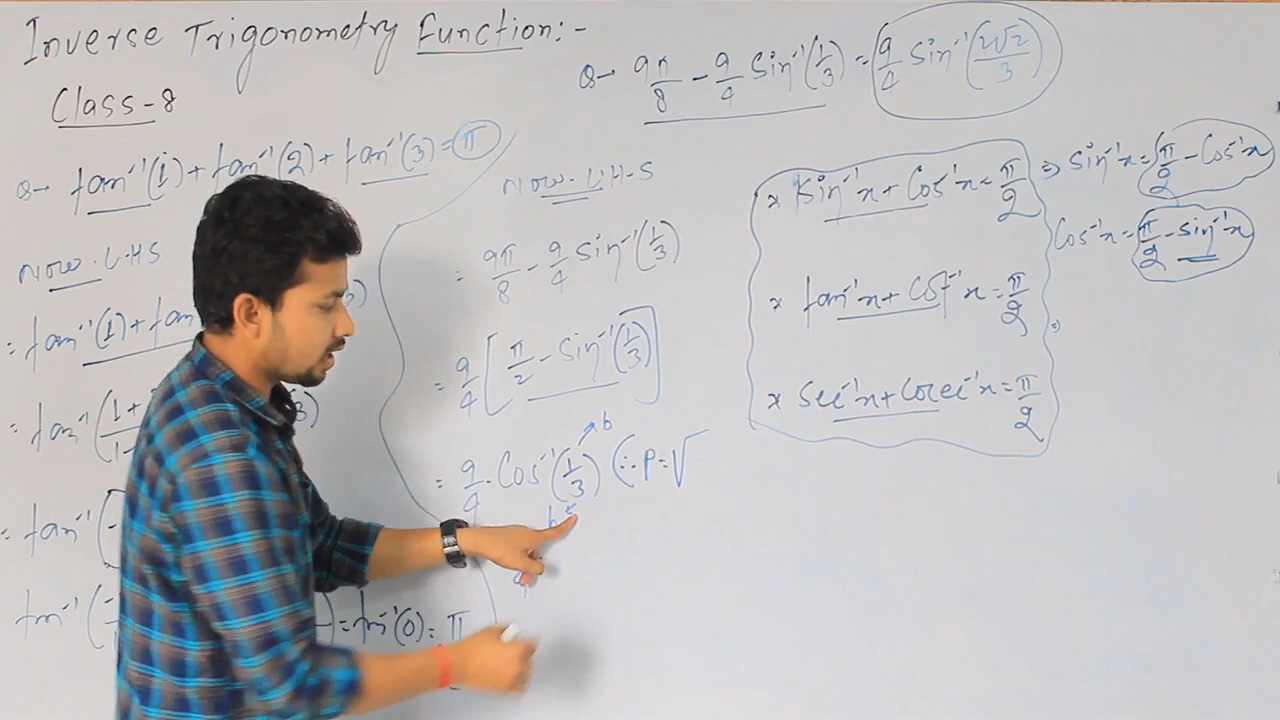 Inverse Trigonometry Function:-
Class-8
Q→ tan⁻¹(1) + tan⁻¹(2) + tan⁻¹(3) = π
Now L.H.S
= tan⁻¹(1) + tan
= tan⁻¹(1+
= tan⁻¹(-
tan⁻¹(
= tan⁻¹(0) = π
Q→ 9π/8 - 9/4 Sin⁻¹(1/3) = 9/4 Sin⁻¹(2√2/3)
Now L.H.S
= 9π/8 - 9/4 Sin⁻¹(1/3)
= 9/4 [π/2 - Sin⁻¹(1/3)]
= 9/4 . Cos⁻¹(1/3) (∴ P = √
b
h
* Sin⁻¹x + Cos⁻¹x = π/2
* tan⁻¹x + Cot⁻¹x = π/2
* Sec⁻¹x + Cosec⁻¹x = π/2
⇒ Sin⁻¹x = π/2 - Cos⁻¹x
Cos⁻¹x = π/2 - Sin⁻¹x
⇒